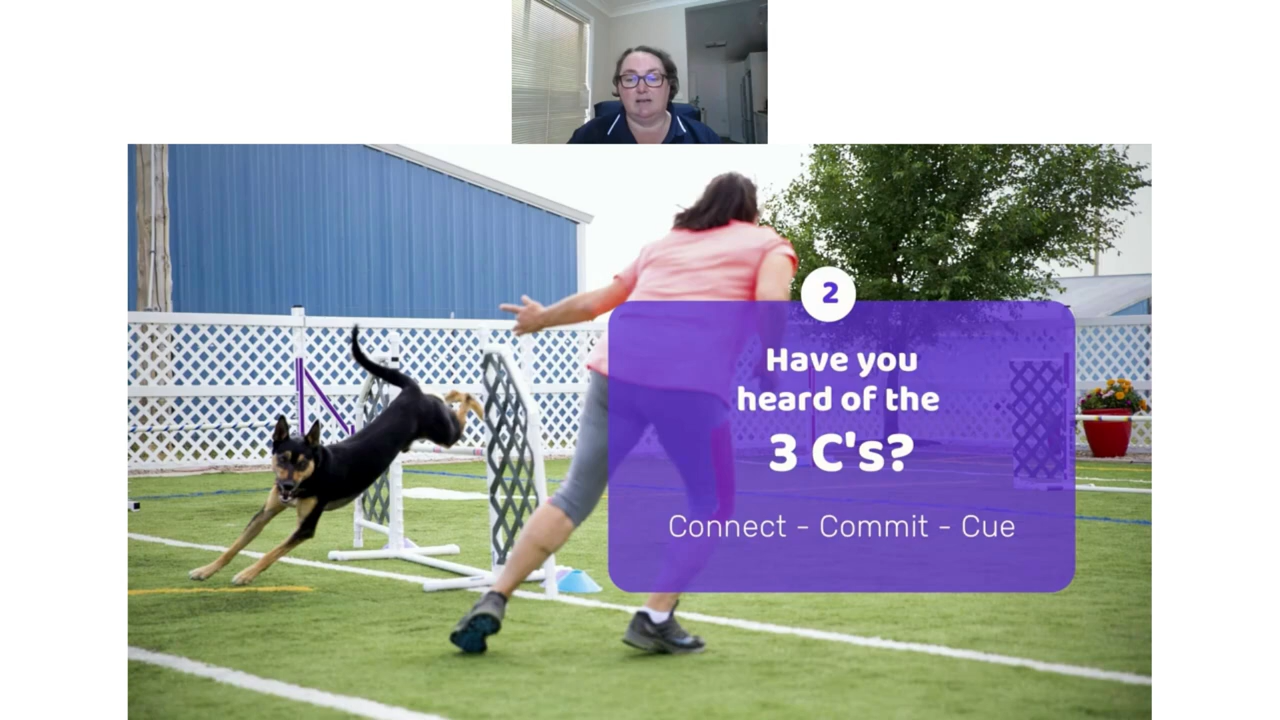 2
Have you
heard of the
3 C's?
Connect - Commit - Cue